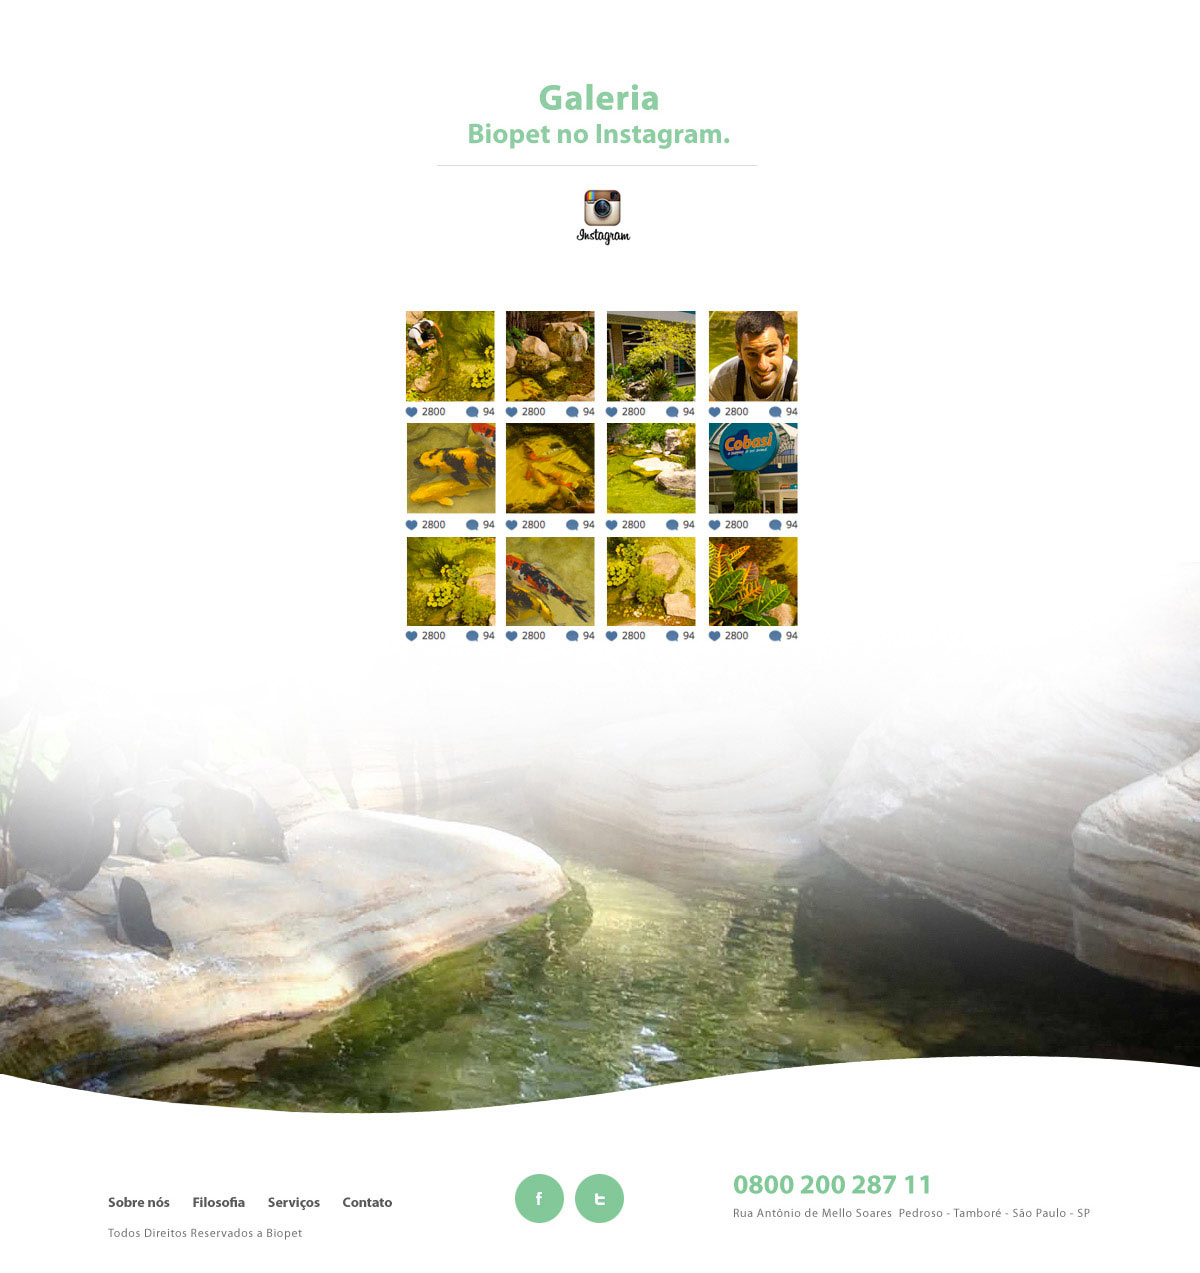 Galeria
Biopet no Instagram.
Instagram
2800 94 2800 94 2800 94 2800 94
Cobasi
2800 94 2800 94 2800 94 2800 94
2800 94 2800 94 2800 94 2800 94
Sobre nós Filosofia Serviços Contato
Todos Direitos Reservados a Biopet
f t
0800 200 287 11
Rua Antônio de Mello Soares Pedroso - Tamboré - São Paulo - SP